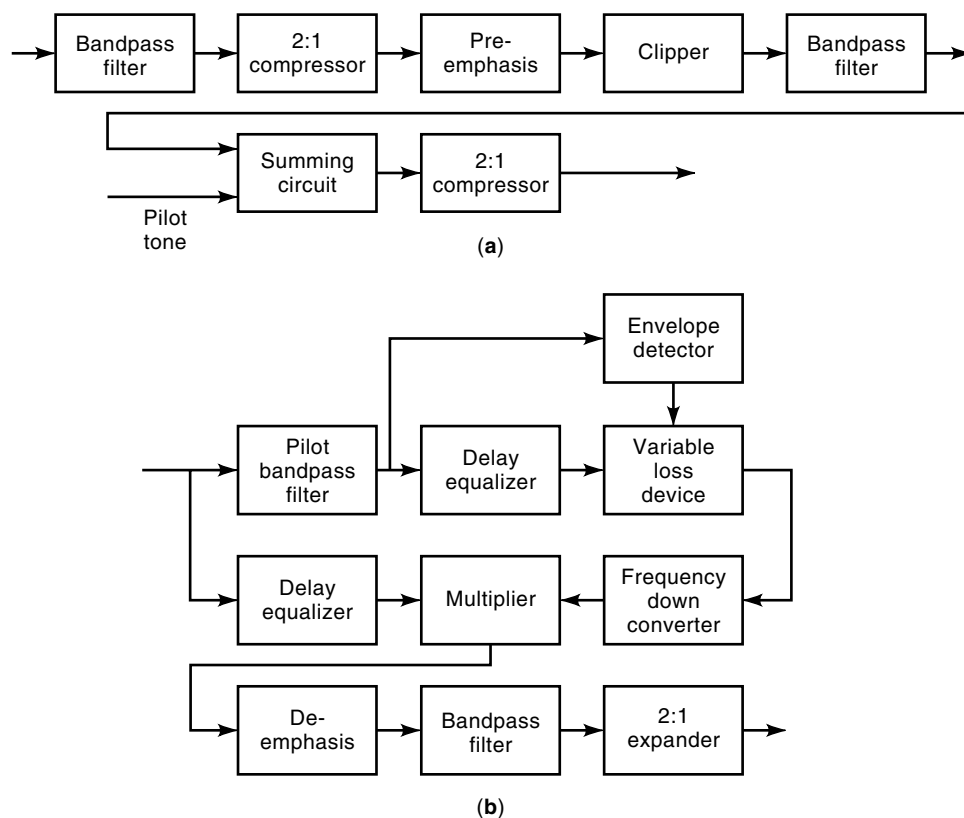 Bandpass
filter
2:1
compressor
Pre-
emphasis
Clipper
Bandpass
filter
Summing
circuit
2:1
compressor
Pilot
tone
(a)
Envelope
detector
Pilot
bandpass
filter
Delay
equalizer
Variable
loss
device
Delay
equalizer
Multiplier
Frequency
down
converter
De-
emphasis
Bandpass
filter
2:1
expander
(b)